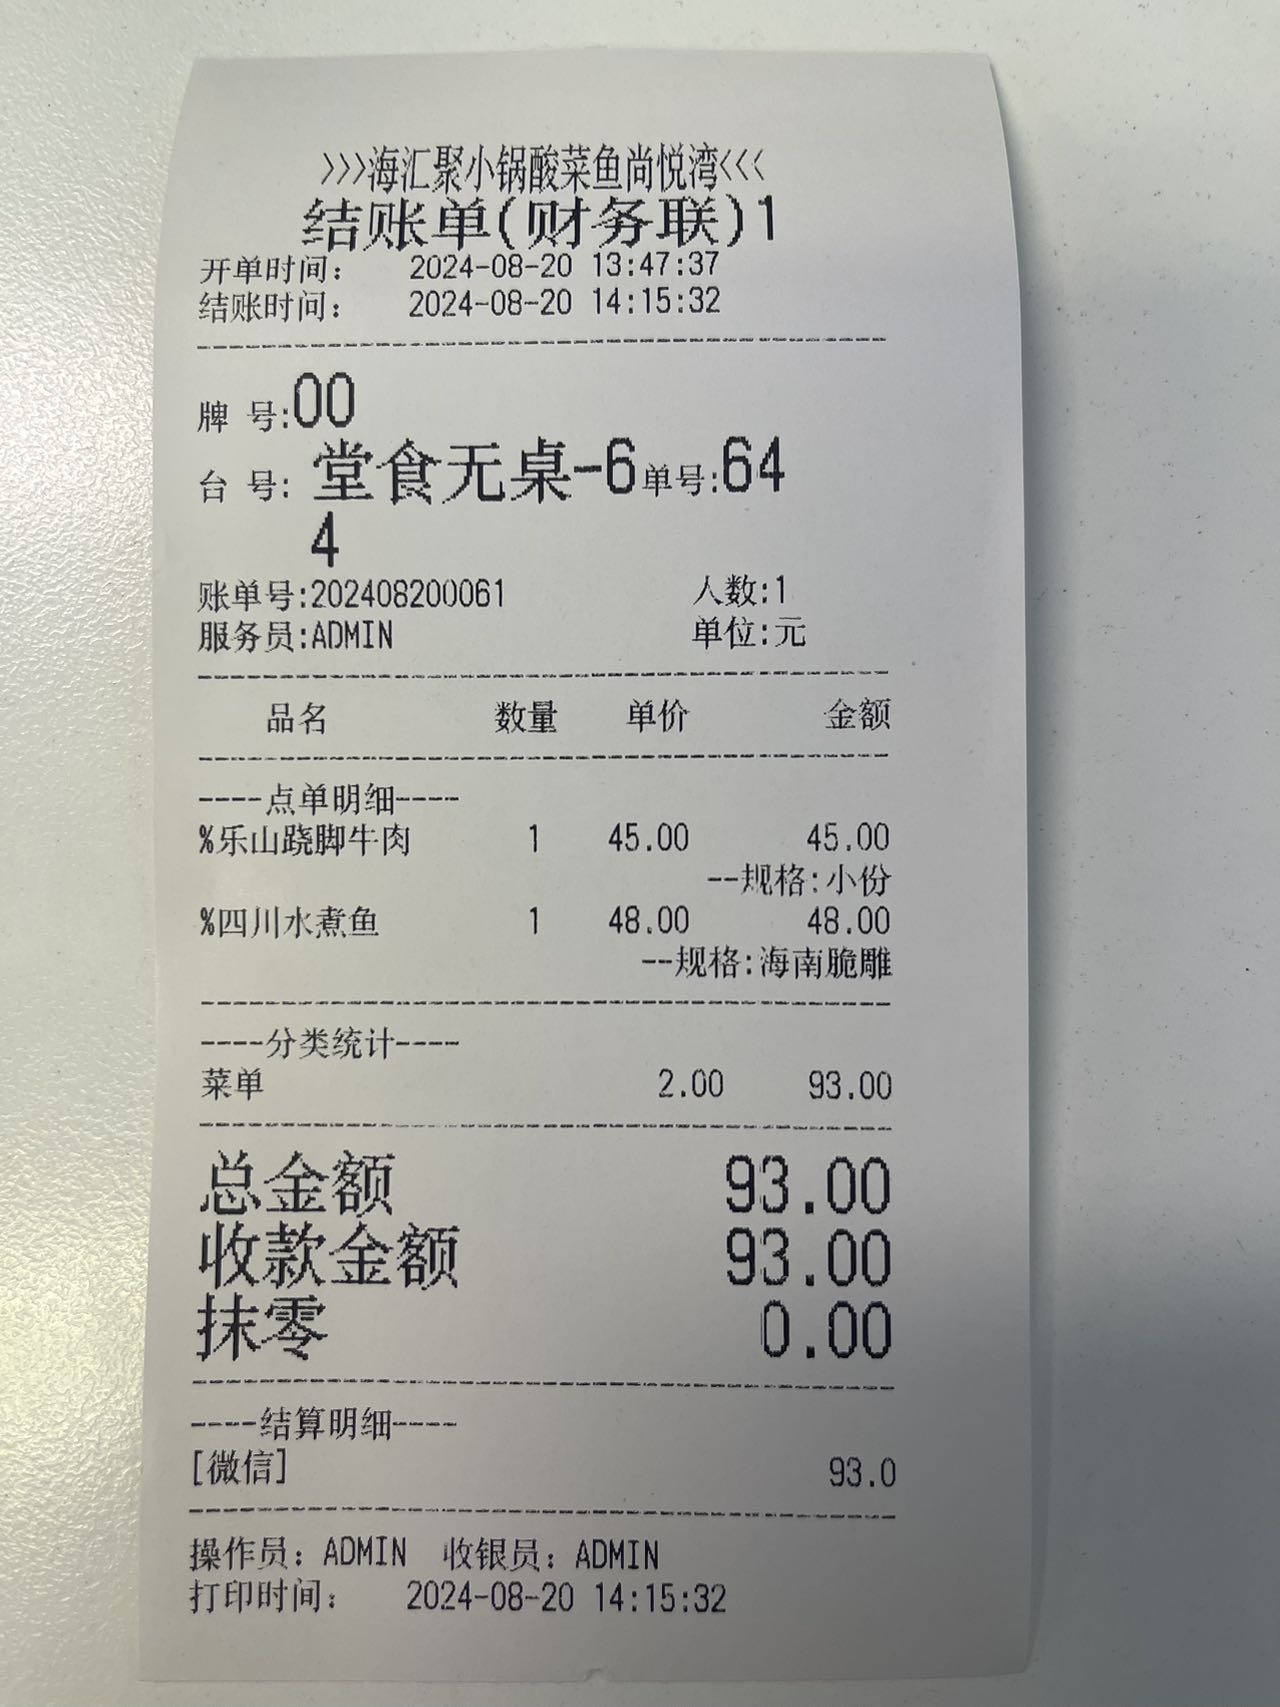 >>>海汇聚小锅酸菜鱼尚悦湾<<<
结账单(财务联)1
开单时间： 2024-08-20 13:47:37
结账时间： 2024-08-20 14:15:32
牌 号:00
台 号: 堂食无桌-6单号:64
4
账单号:202408200061 人数:1
服务员:ADMIN 单位:元
品名 数量 单价 金额
----点单明细----
%乐山跷脚牛肉 1 45.00 45.00
--规格:小份
%四川水煮鱼 1 48.00 48.00
--规格:海南脆雕
----分类统计----
菜单 2.00 93.00
总金额 93.00
收款金额 93.00
抹零 0.00
----结算明细----
[微信] 93.0
操作员：ADMIN 收银员：ADMIN
打印时间： 2024-08-20 14:15:32